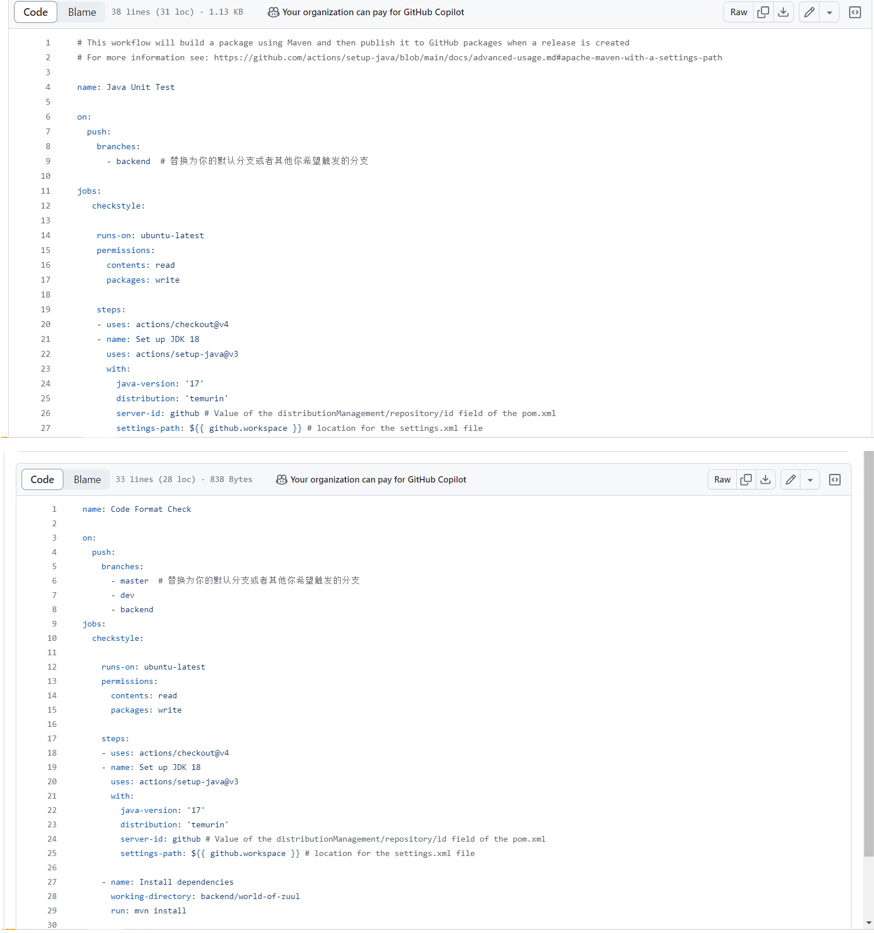 Code Blame 38 lines (31 loc) · 1.13 KB Your organization can pay for GitHub Copilot Raw
1 # This workflow will build a package using Maven and then publish it to GitHub packages when a release is created
2 # For more information see: https://github.com/actions/setup-java/blob/main/docs/advanced-usage.md#apache-maven-with-a-settings-path
3
4 name: Java Unit Test
5
6 on:
7 push:
8 branches:
9 - backend # 替换为你的默认分支或者其他你希望触发的分支
10
11 jobs:
12 checkstyle:
13
14 runs-on: ubuntu-latest
15 permissions:
16 contents: read
17 packages: write
18
19 steps:
20 - uses: actions/checkout@v4
21 - name: Set up JDK 18
22 uses: actions/setup-java@v3
23 with:
24 java-version: '17'
25 distribution: 'temurin'
26 server-id: github # Value of the distributionManagement/repository/id field of the pom.xml
27 settings-path: ${{ github.workspace }} # location for the settings.xml file
Code Blame 33 lines (28 loc) · 838 Bytes Your organization can pay for GitHub Copilot Raw
1 name: Code Format Check
2
3 on:
4 push:
5 branches:
6 - master # 替换为你的默认分支或者其他你希望触发的分支
7 - dev
8 - backend
9 jobs:
10 checkstyle:
11
12 runs-on: ubuntu-latest
13 permissions:
14 contents: read
15 packages: write
16
17 steps:
18 - uses: actions/checkout@v4
19 - name: Set up JDK 18
20 uses: actions/setup-java@v3
21 with:
22 java-version: '17'
23 distribution: 'temurin'
24 server-id: github # Value of the distributionManagement/repository/id field of the pom.xml
25 settings-path: ${{ github.workspace }} # location for the settings.xml file
26
27 - name: Install dependencies
28 working-directory: backend/world-of-zuul
29 run: mvn install
30